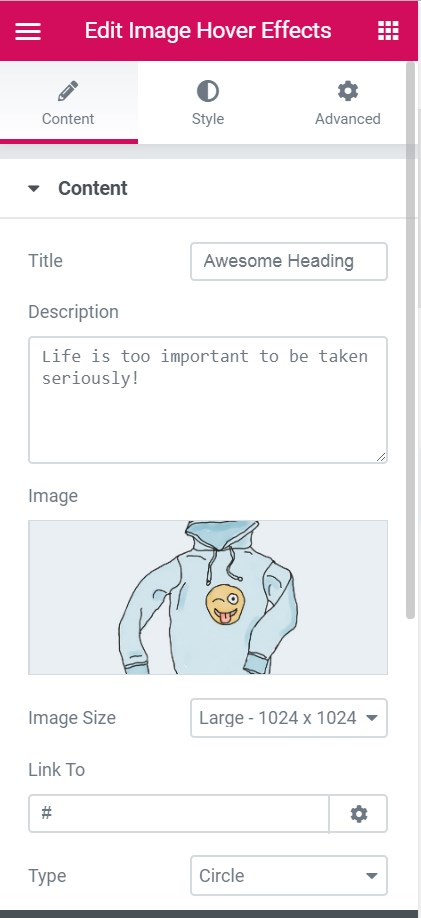 Edit Image Hover Effects
Content Style Advanced
Content
Title Awesome Heading
Description
Life is too important to be taken
seriously!
Image
Image Size Large - 1024 x 1024
Link To
#
Type Circle